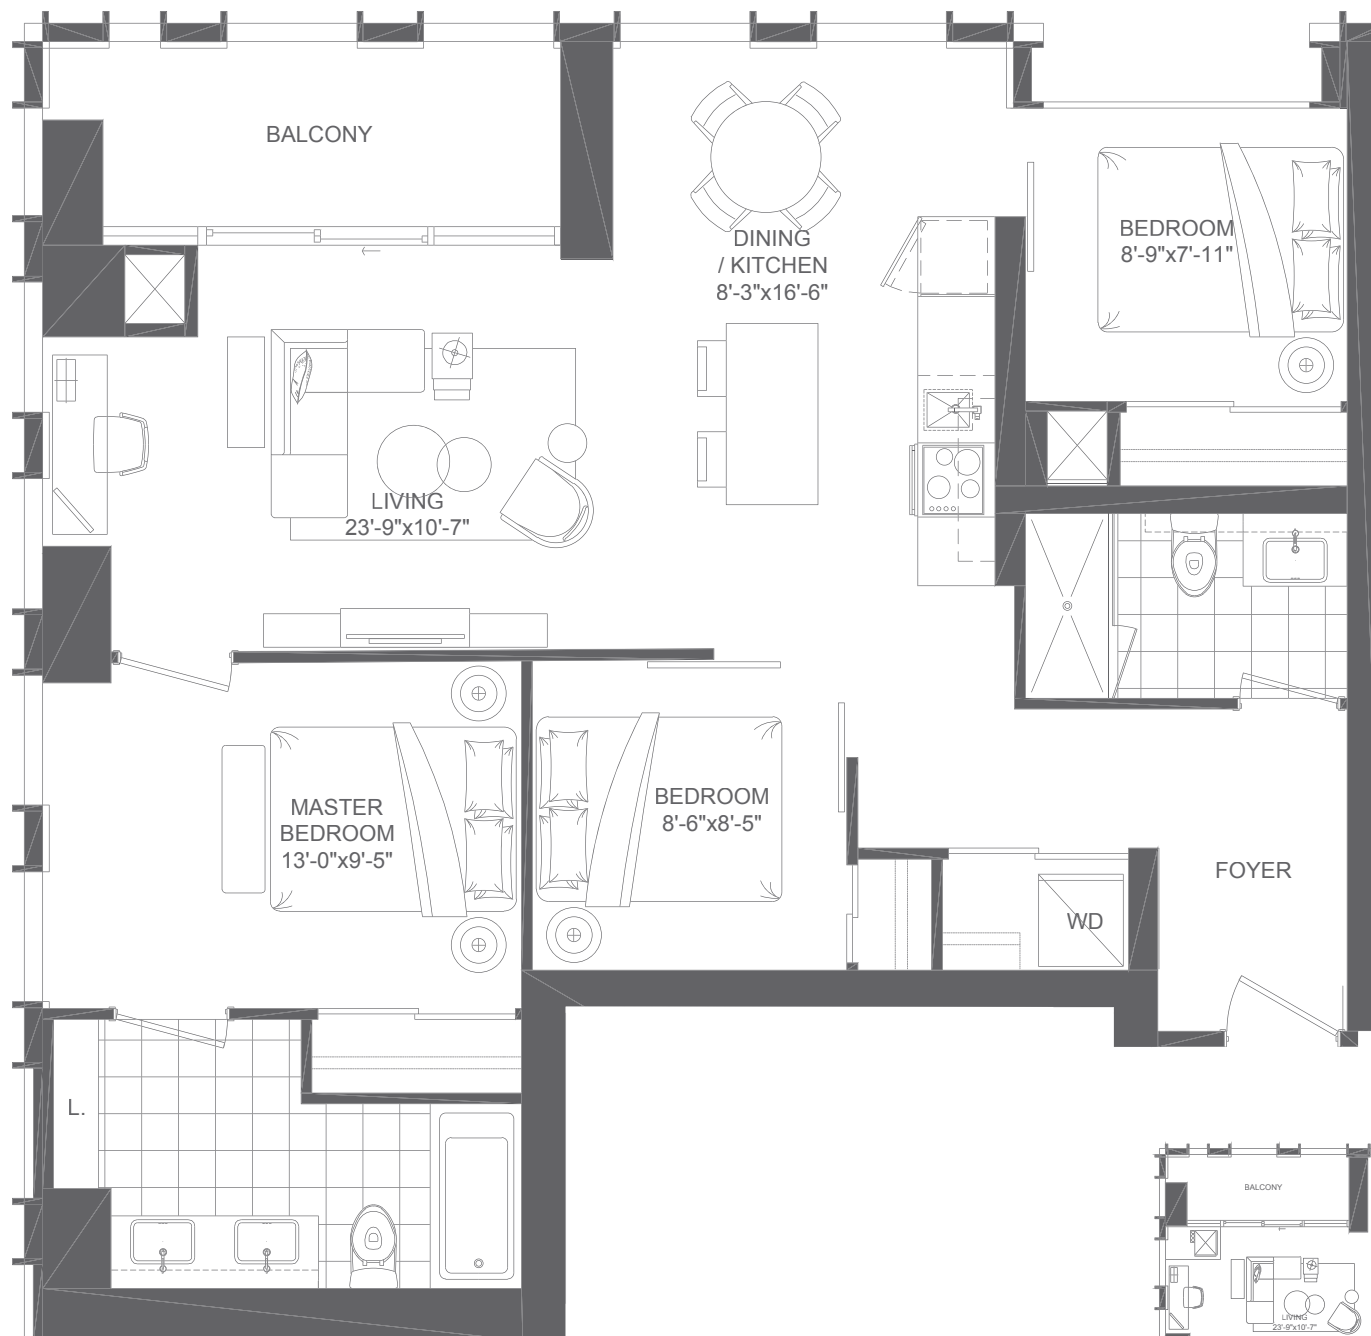 BALCONY
DINING
/ KITCHEN
8'-3"x16'-6"
BEDROOM
8'-9"x7'-11"
LIVING
23'-9"x10'-7"
MASTER
BEDROOM
13'-0"x9'-5"
BEDROOM
8'-6"x8'-5"
FOYER
WD
L.
BALCONY
LIVING
23'-9"x10'-7"